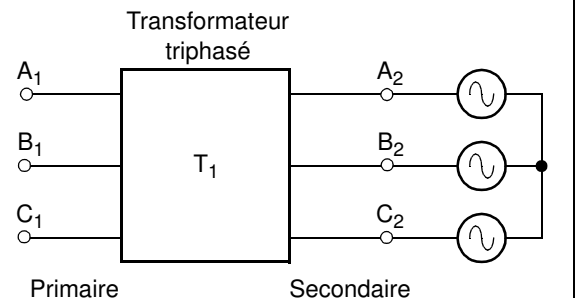 Transformateur
triphasé
A₁ A₂
B₁ T₁ B₂
C₁ C₂
Primaire Secondaire